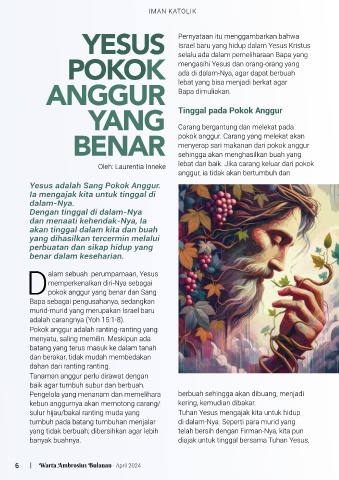 IMAN KATOLIK
YESUS
POKOK
ANGGUR
YANG
BENAR
Oleh: Laurentia Inneke
Yesus adalah Sang Pokok Anggur.
Ia mengajak kita untuk tinggal di
dalam-Nya.
Dengan tinggal di dalam-Nya
dan menaati kehendak-Nya, Ia
akan tinggal dalam kita dan buah
yang dihasilkan tercermin melalui
perbuatan dan sikap hidup yang
benar dalam keseharian.
Dalam sebuah perumpamaan, Yesus
memperkenalkan diri-Nya sebagai
pokok anggur yang benar dan Sang
Bapa sebagai pengusahanya, sedangkan
murid-murid yang merupakan Israel baru
adalah carangnya (Yoh 15:1-8).
Pokok anggur adalah ranting-ranting yang
menyatu, saling memilin. Meskipun ada
batang yang terus masuk ke dalam tanah
dan berakar, tidak mudah membedakan
dahan dari ranting-ranting.
Tanaman anggur perlu dirawat dengan
baik agar tumbuh subur dan berbuah.
Pengelola yang menanam dan memelihara
kebun anggurnya akan memotong carang/
sulur hijau/bakal ranting muda yang
tumbuh pada batang tumbuhan menjalar
yang tidak berbuah; dibersihkan agar lebih
banyak buahnya.
Pernyataan itu menggambarkan bahwa
Israel baru yang hidup dalam Yesus Kristus
selalu ada dalam pemeliharaan Bapa yang
mengasihi Yesus dan orang-orang yang
ada di dalam-Nya, agar dapat berbuah
lebat yang bisa menjadi berkat agar
Bapa dimuliakan.
Tinggal pada Pokok Anggur
Carang bergantung dan melekat pada
pokok anggur. Carang yang melekat akan
menyerap sari makanan dari pokok anggur
sehingga akan menghasilkan buah yang
lebat dan baik. Jika carang keluar dari pokok
anggur, ia tidak akan bertumbuh dan
berbuah sehingga akan dibuang, menjadi
kering, kemudian dibakar.
Tuhan Yesus mengajak kita untuk hidup
di dalam-Nya. Seperti para murid yang
telah bersih dengan Firman-Nya, kita pun
diajak untuk tinggal bersama Tuhan Yesus,
6 | Warta Ambrosius Bulanan · April 2024